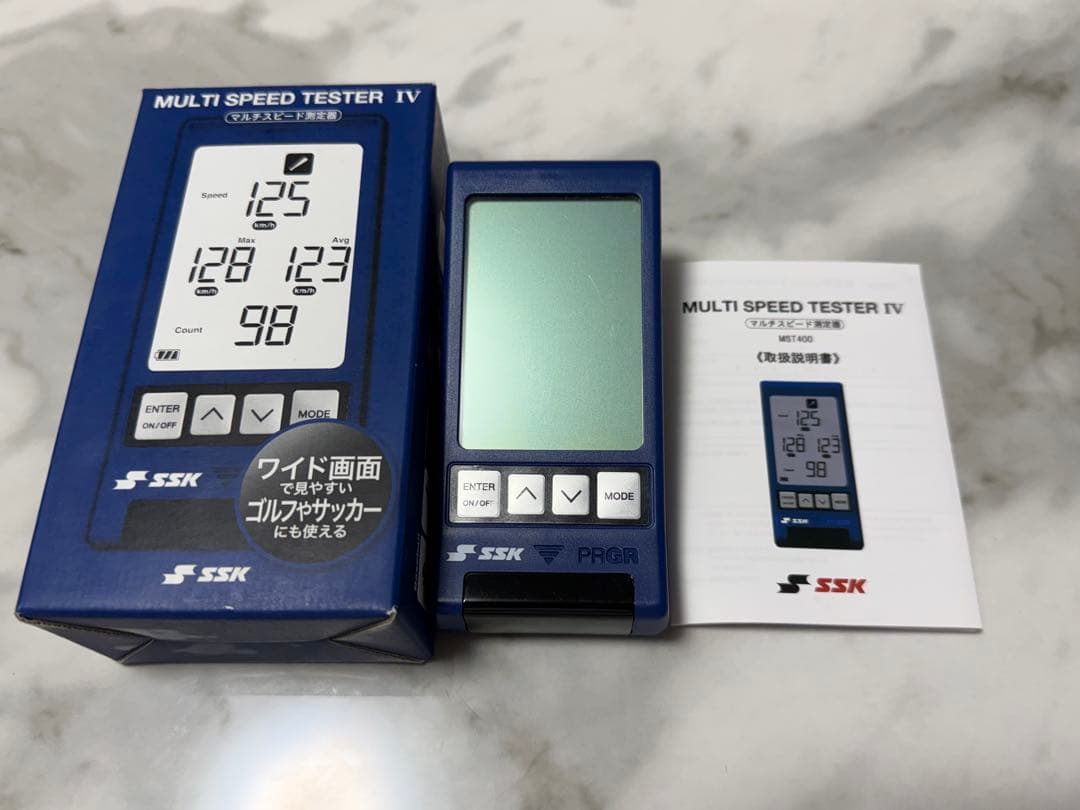 MULTI SPEED TESTER IV
マルチスピード測定器
Speed
125
km/h
Max
Avg
128
123
km/h
km/h
Count
98
ENTER
ON/OFF
MODE
SSK
ワイド画面
で見やすい
ゴルフやサッカー
にも使える
SSK
ENTER
ON/OFF
MODE
SSK
PRGR
MULTI SPEED TESTER IV
マルチスピード測定器
MST400
《取扱説明書》
125
128
123
98
SSK
SSK